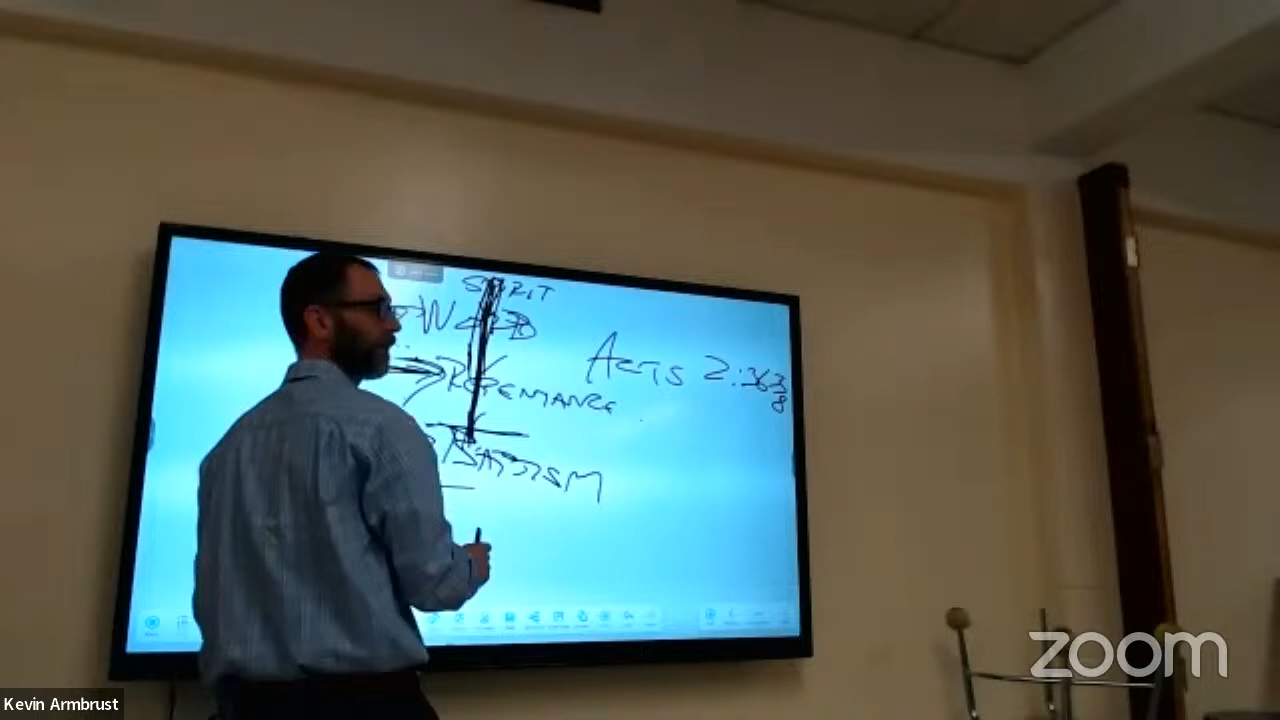 SPIRIT
WORD
REPENTANCE
Acts 2:36 38
BAPTISM
zoom
Kevin Armbrust